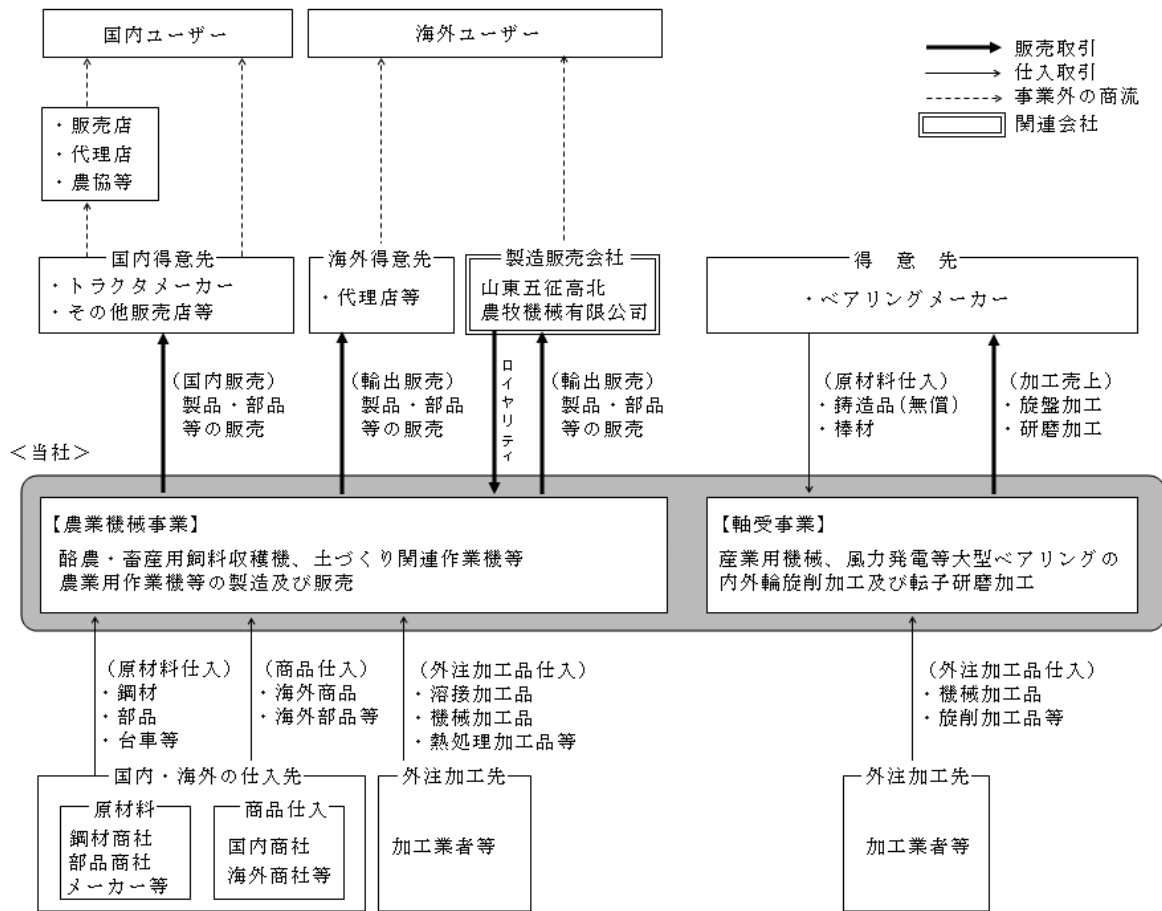 国内ユーザー
海外ユーザー
販売取引
仕入取引
事業外の商流
関連会社
・販売店
・代理店
・農協等
国内得意先
・トラクタメーカー
・その他販売店等
海外得意先
・代理店等
製造販売会社
山東五征高北
農牧機械有限公司
得意先
・ベアリングメーカー
(国内販売)
製品・部品
等の販売
(輸出販売)
製品・部品
等の販売
ロイヤリティ
(輸出販売)
製品・部品
等の販売
(原材料仕入)
・鋳造品(無償)
・棒材
(加工売上)
・旋盤加工
・研磨加工
<当社>
【農業機械事業】
酪農・畜産用飼料収穫機、土づくり関連作業機等
農業用作業機等の製造及び販売
【軸受事業】
産業用機械、風力発電等大型ベアリングの
内外輪旋削加工及び転子研磨加工
(原材料仕入)
・鋼材
・部品
・台車等
(商品仕入)
・海外商品
・海外部品等
(外注加工品仕入)
・溶接加工品
・機械加工品
・熱処理加工品等
(外注加工品仕入)
・機械加工品
・旋削加工品等
国内・海外の仕入先
原材料
鋼材商社
部品商社
メーカー等
商品仕入
国内商社
海外商社等
外注加工先
加工業者等
外注加工先
加工業者等